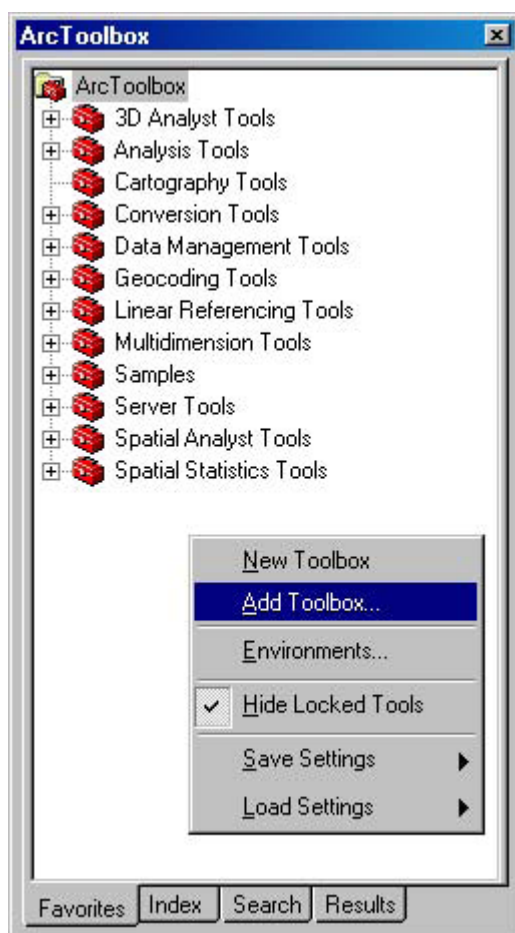 ArcToolbox
ArcToolbox
3D Analyst Tools
Analysis Tools
Cartography Tools
Conversion Tools
Data Management Tools
Geocoding Tools
Linear Referencing Tools
Multidimension Tools
Samples
Server Tools
Spatial Analyst Tools
Spatial Statistics Tools
New Toolbox
Add Toolbox...
Environments...
Hide Locked Tools
Save Settings
Load Settings
Favorites Index Search Results